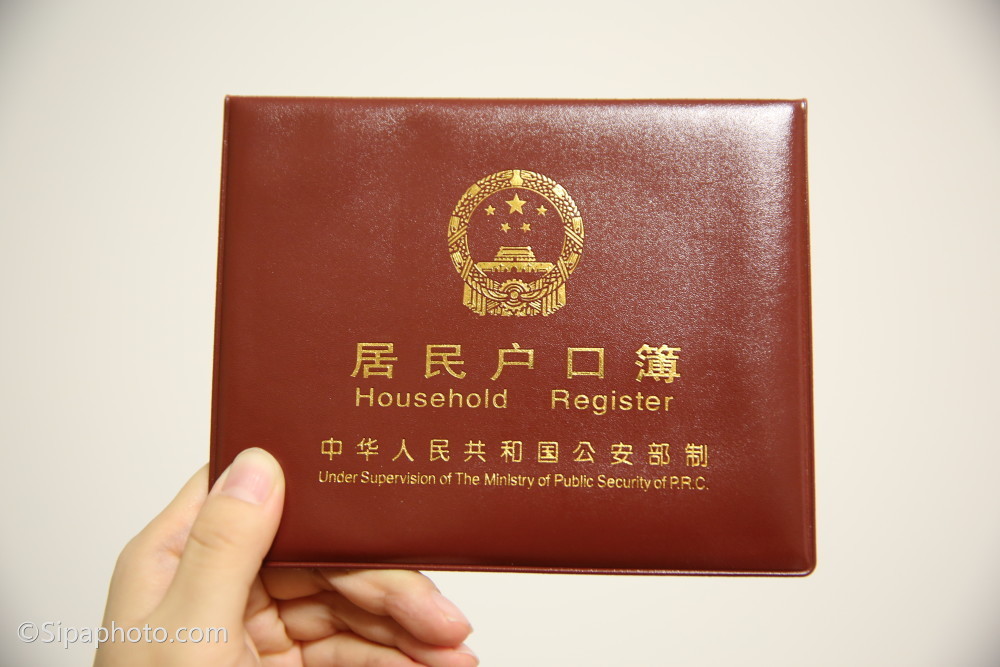 居民户口簿
Household Register
中华人民共和国公安部制
Under Supervision of The Ministry of Public Security of P.R.C.
©Sipaphoto.com